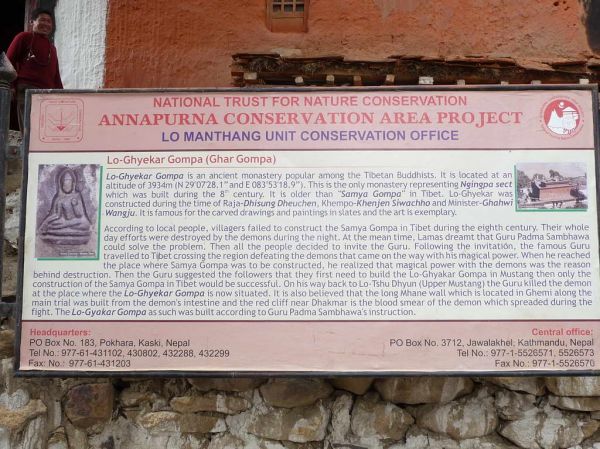 NATIONAL TRUST FOR NATURE CONSERVATION
ANNAPURNA CONSERVATION AREA PROJECT
LO MANTHANG UNIT CONSERVATION OFFICE
Lo-Ghyekar Gompa (Ghar Gompa)
Lo-Ghyekar Gompa is an ancient monastery popular among the Tibetan Buddhists. It is located at an
altitude of 3934m (N 29°07'28.1" and E 083°53'18.9"). This is the only monastery representing Ngingpa sect
which was built during the 8th century. It is older than "Samya Gompa" in Tibet. Lo-Ghyekar was
constructed during the time of Raja-Dhisung Dheuchen, Khempo-Khenjen Siwachho and Minister-Ghahwi
Wangju. It is famous for the carved drawings and paintings in slates and the art is exemplary.
According to local people, villagers failed to construct the Samya Gompa in Tibet during the eighth century. Their whole
day efforts were destroyed by the demons during the night. At the mean time, Lamas dreamt that Guru Padma Sambhawa
could solve the problem. Then all the people decided to invite the Guru. Following the invitation, the famous Guru
travelled to Tibet crossing the region defeating the demons that came on the way with his magical power. When he reached
the place where Samya Gompa was to be constructed, he realized that magical power with the demons was the reason
behind destruction. Then the Guru suggested the followers that they first need to build the Lo-Ghyakar Gompa in Mustang then only the
construction of the Samya Gompa in Tibet would be successful. On his way back to Lo-Tshu Dhyun (Upper Mustang) the Guru killed the demon
at the place where the Lo-Ghyekar Gompa is now situated. It is also believed that the long Mhane wall which is located in Ghemi along the
main trial was built from the demon's intestine and the red cliff near Dhakmar is the blood smear of the demon which spreaded during the
fight. The Lo-Gyakar Gompa as such was built according to Guru Padma Sambhawa's instruction.
Headquarters:
PO Box No. 183, Pokhara, Kaski, Nepal
Tel No.: 977-61-431102, 430802, 432288, 432299
Fax: No.: 977-61-431203
Central office:
PO Box No. 3712, Jawalakhel, Kathmandu, Nepal
Tel No.: 977-1-5526571, 5526573
Fax No.: 977-1-5526570